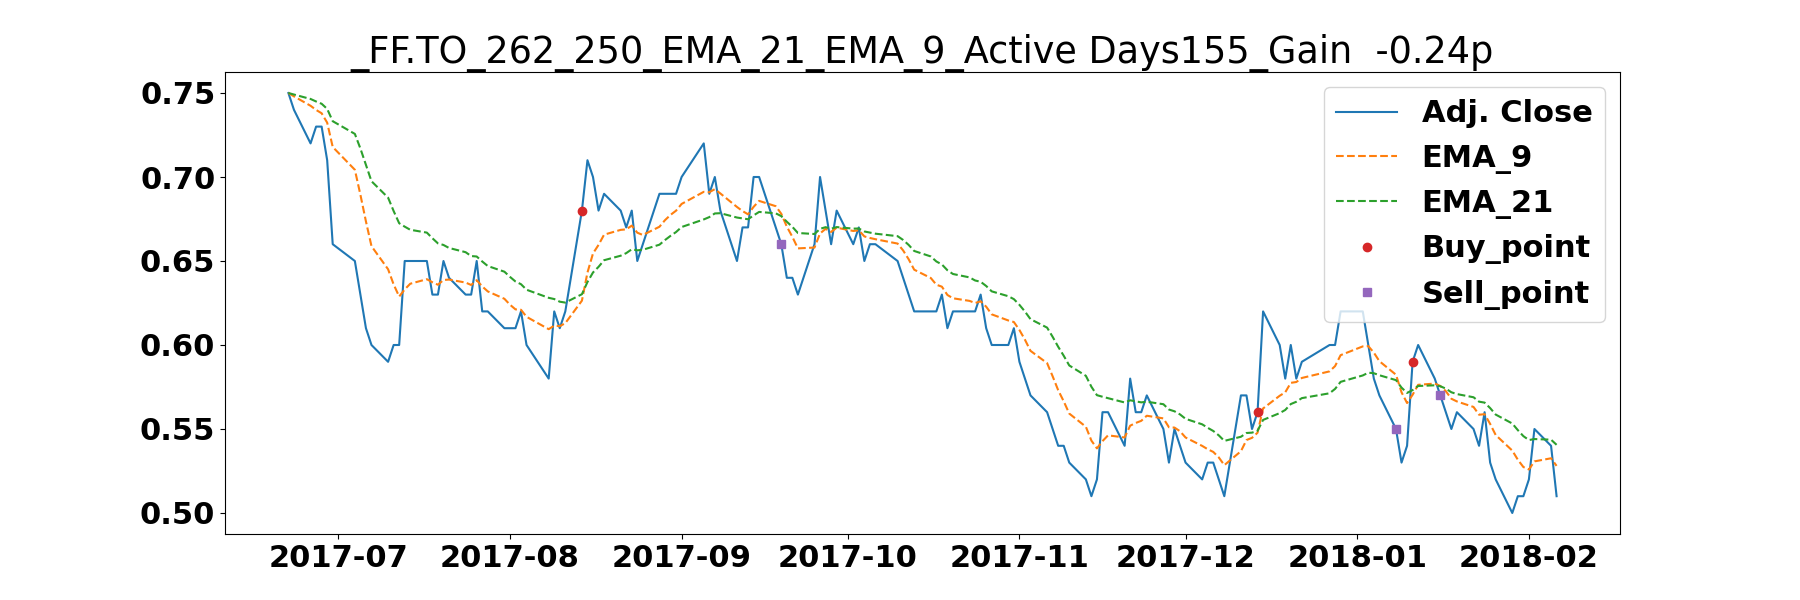 _FF.TO_262_250_EMA_21_EMA_9_Active Days155_Gain  -0.24p
0.75
0.70
0.65
0.60
0.55
0.50
Adj. Close
EMA_9
EMA_21
Buy_point
Sell_point
2017-07 2017-08 2017-09 2017-10 2017-11 2017-12 2018-01 2018-02